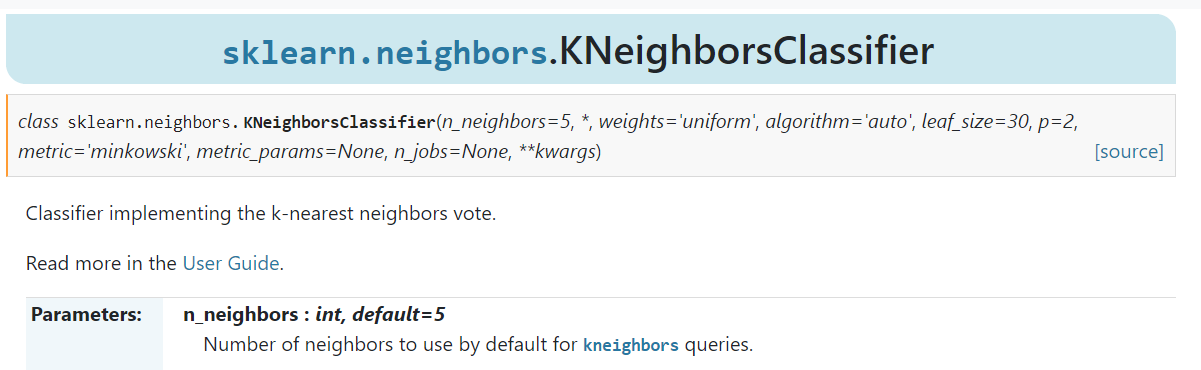 sklearn.neighbors.KNeighborsClassifier
class sklearn.neighbors.KNeighborsClassifier(n_neighbors=5, *, weights='uniform', algorithm='auto', leaf_size=30, p=2,
metric='minkowski', metric_params=None, n_jobs=None, **kwargs) [source]
Classifier implementing the k-nearest neighbors vote.
Read more in the User Guide.
Parameters: n_neighbors : int, default=5
Number of neighbors to use by default for kneighbors queries.